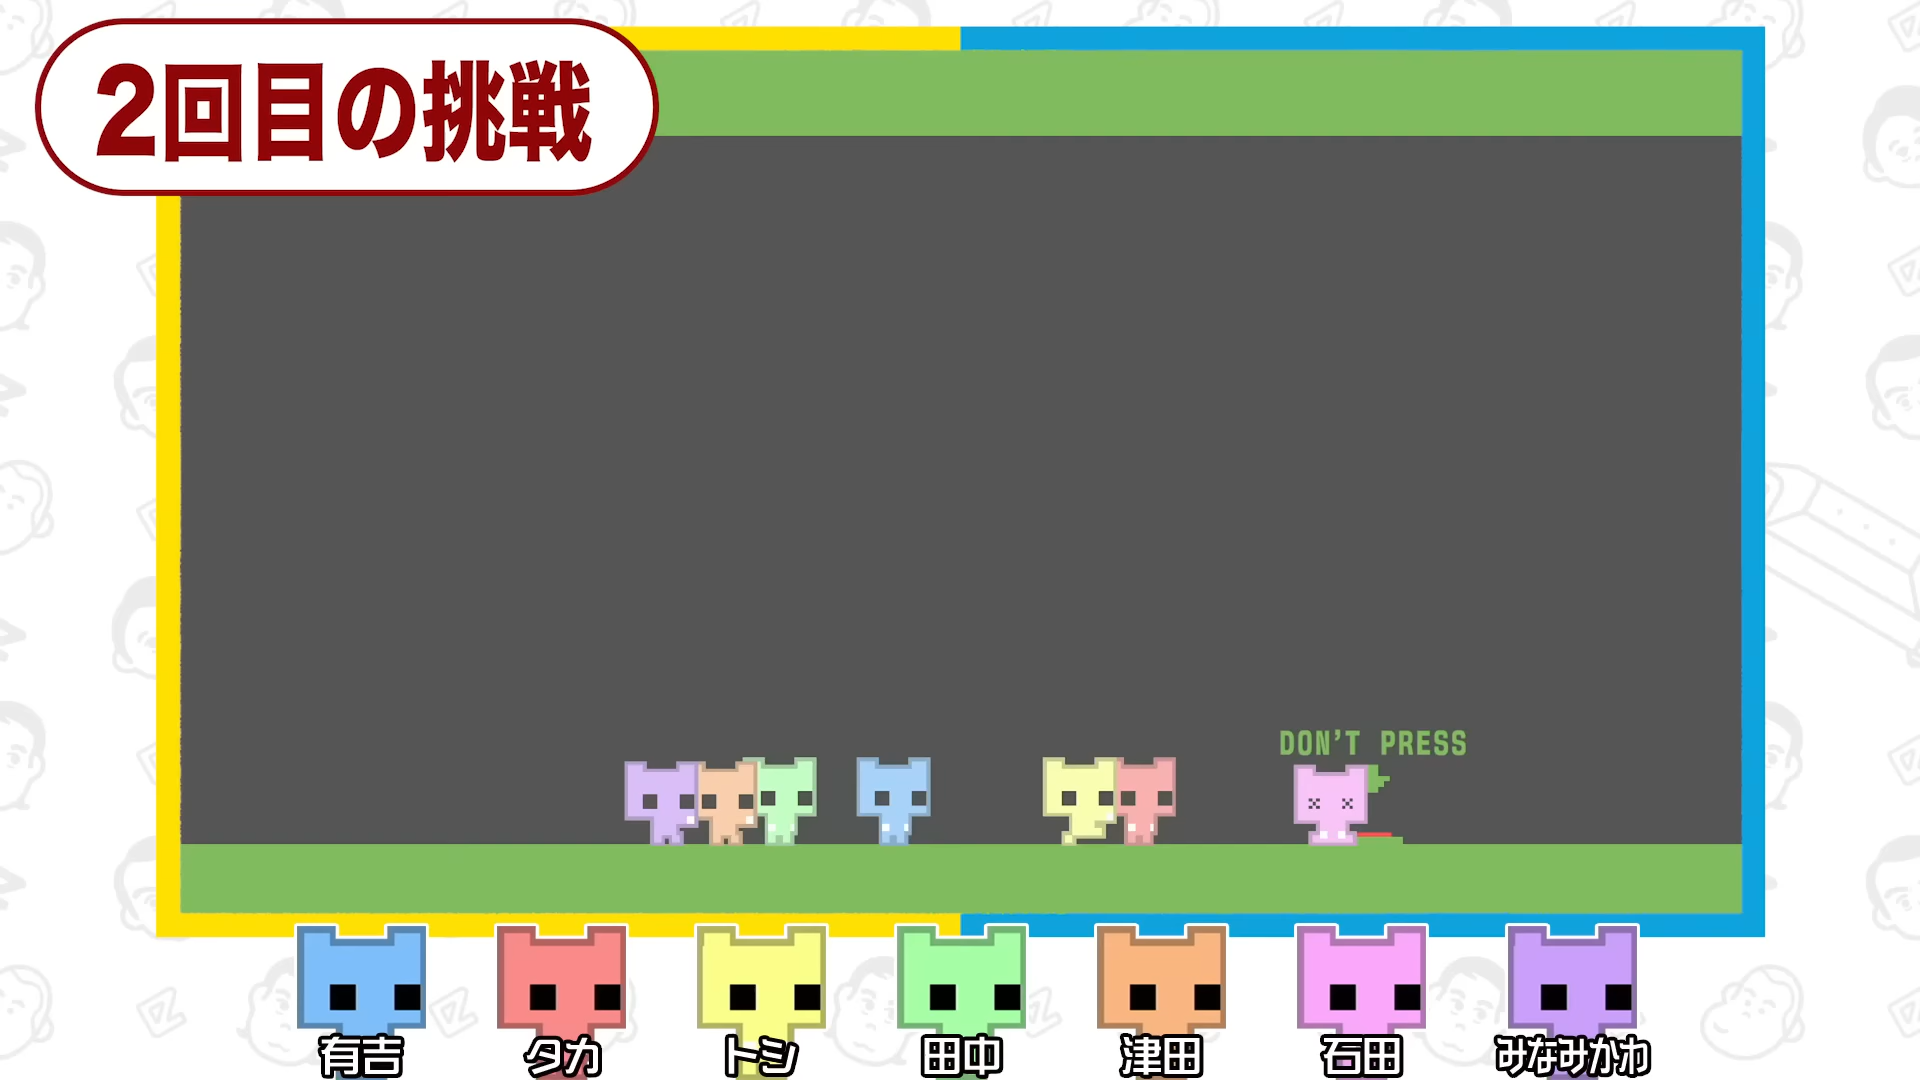 2回目の挑戦
DON'T PRESS
有吉
タカ
トシ
田中
津田
石田
みなみかわ